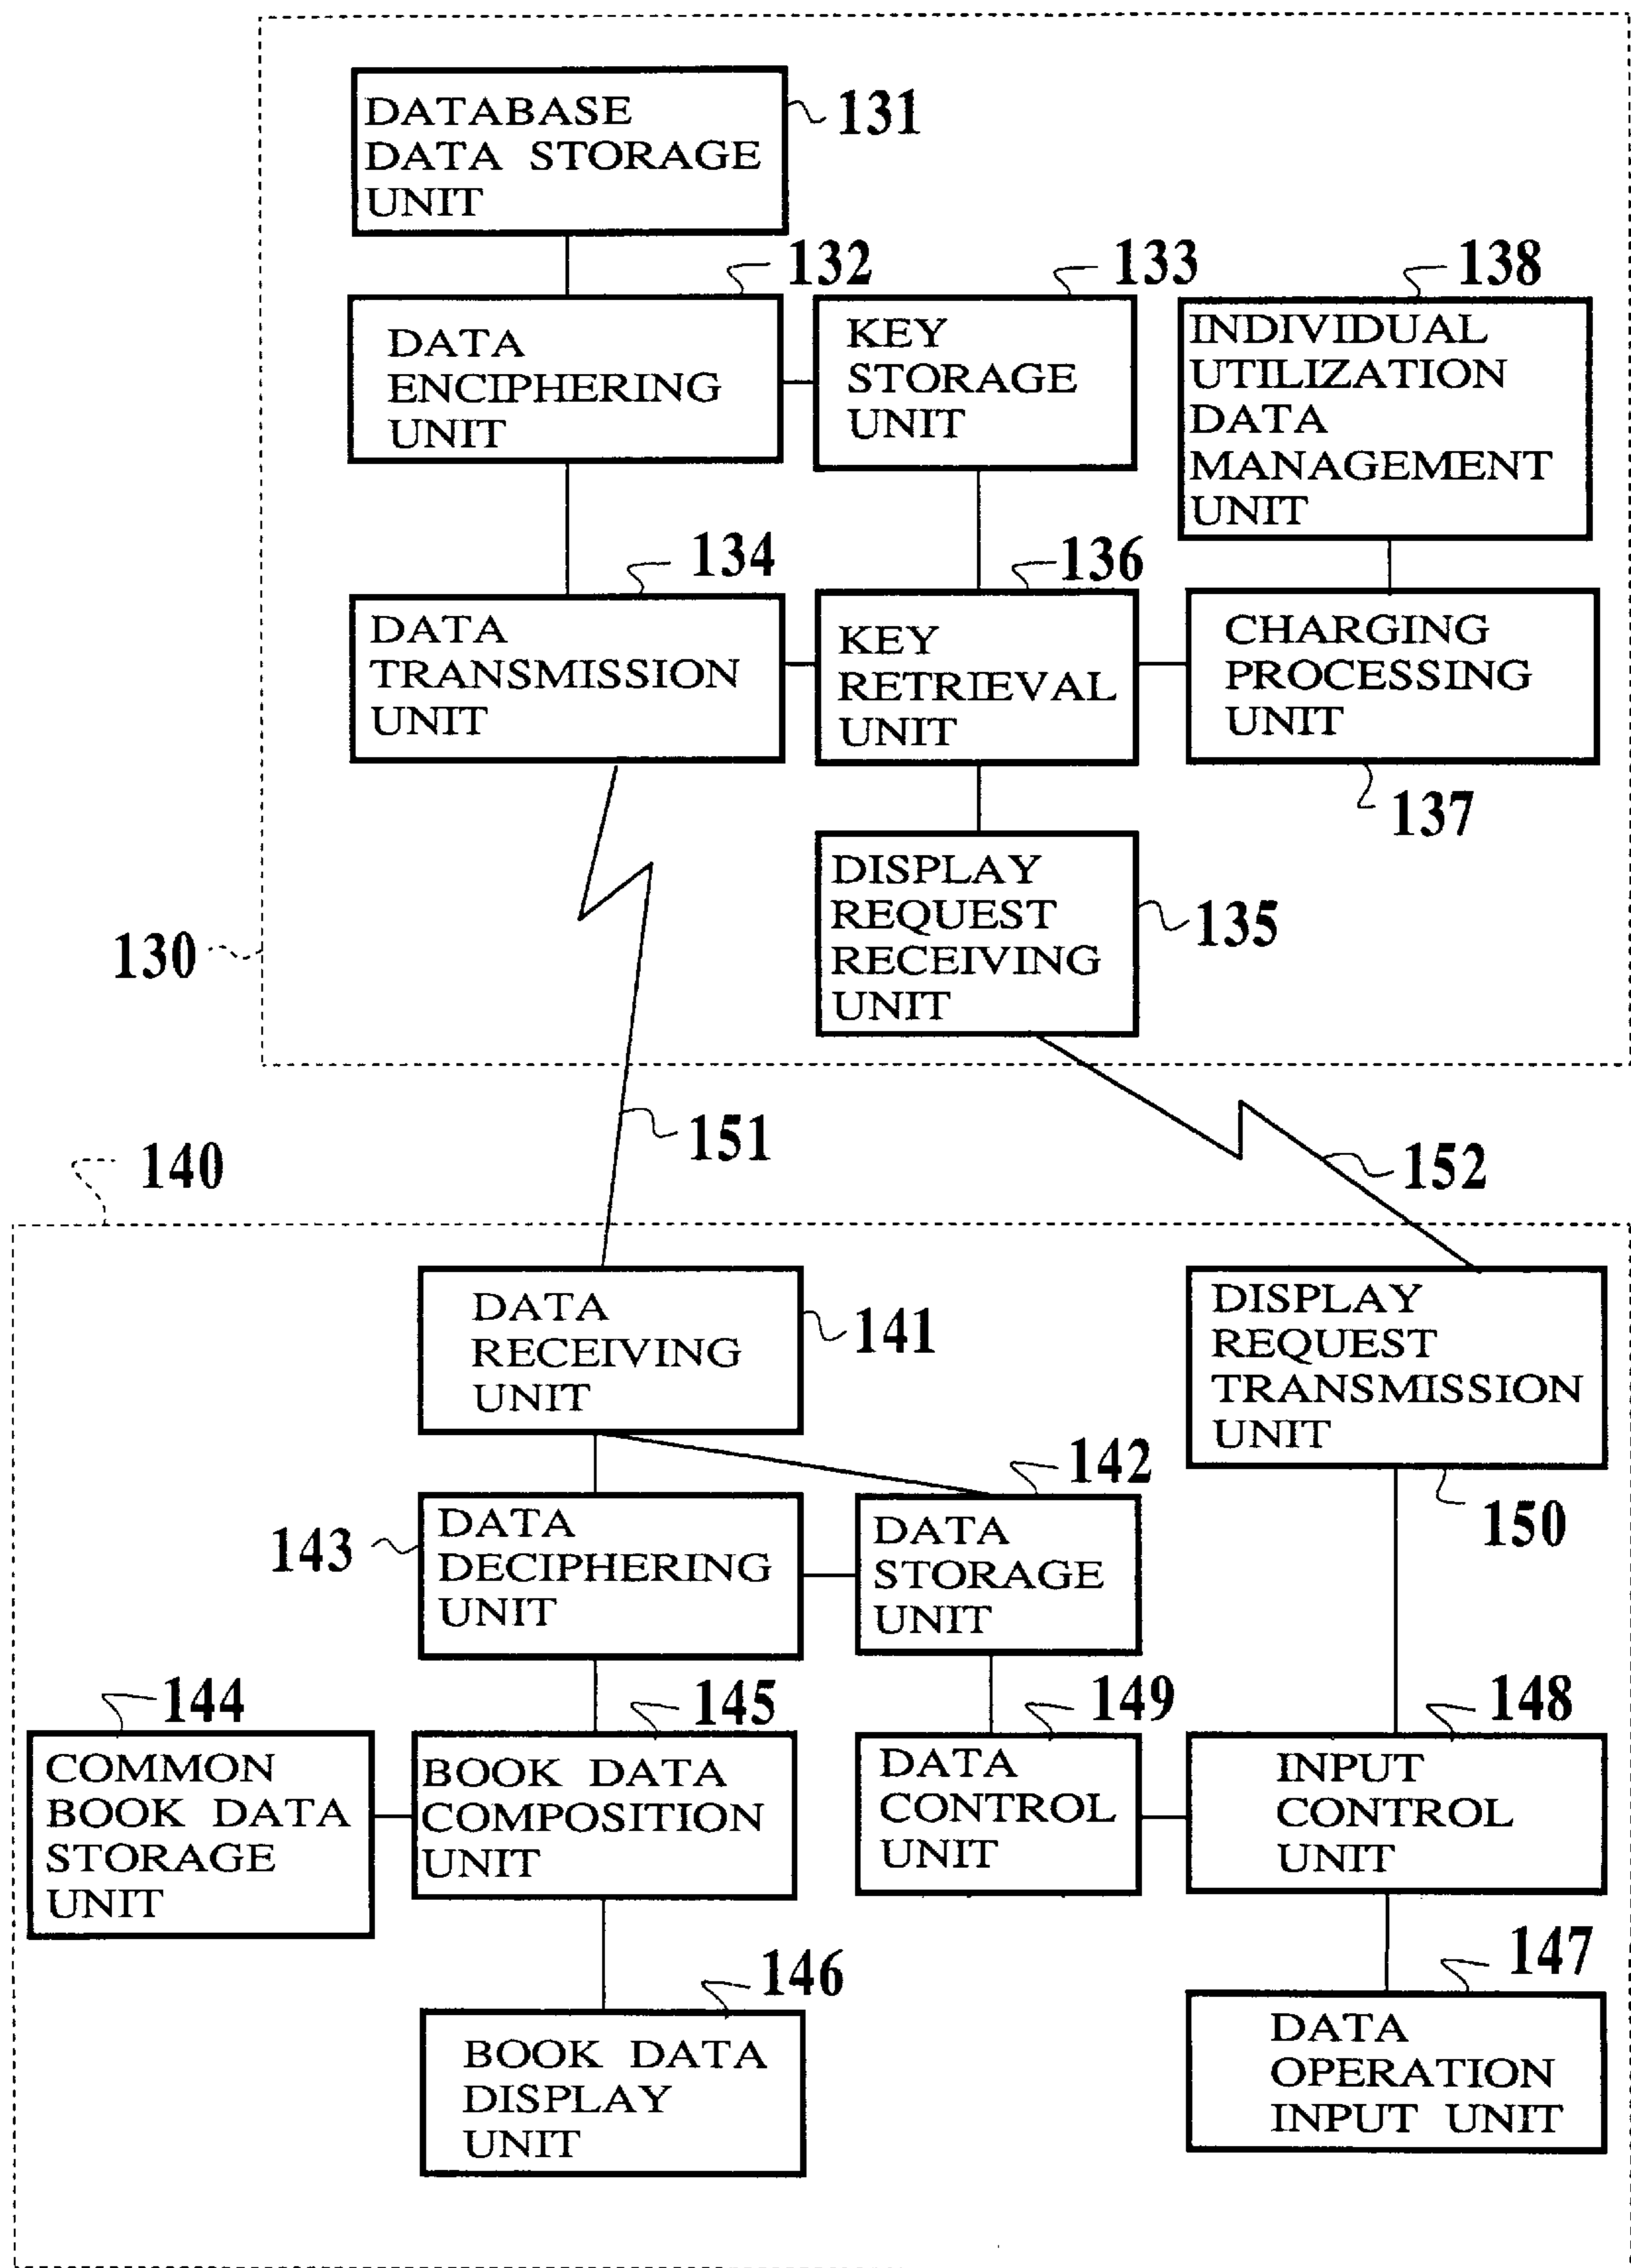 DATABASE
DATA STORAGE
UNIT
131
132
133
138
DATA
ENCIPHERING
UNIT
KEY
STORAGE
UNIT
INDIVIDUAL
UTILIZATION
DATA
MANAGEMENT
UNIT
134
136
DATA
TRANSMISSION
UNIT
KEY
RETRIEVAL
UNIT
CHARGING
PROCESSING
UNIT
137
DISPLAY
REQUEST
RECEIVING
UNIT
135
130
151
152
140
DATA
RECEIVING
UNIT
141
DISPLAY
REQUEST
TRANSMISSION
UNIT
150
142
143
DATA
DECIPHERING
UNIT
DATA
STORAGE
UNIT
144
145
149
148
COMMON
BOOK DATA
STORAGE
UNIT
BOOK DATA
COMPOSITION
UNIT
DATA
CONTROL
UNIT
INPUT
CONTROL
UNIT
146
147
BOOK DATA
DISPLAY
UNIT
DATA
OPERATION
INPUT UNIT